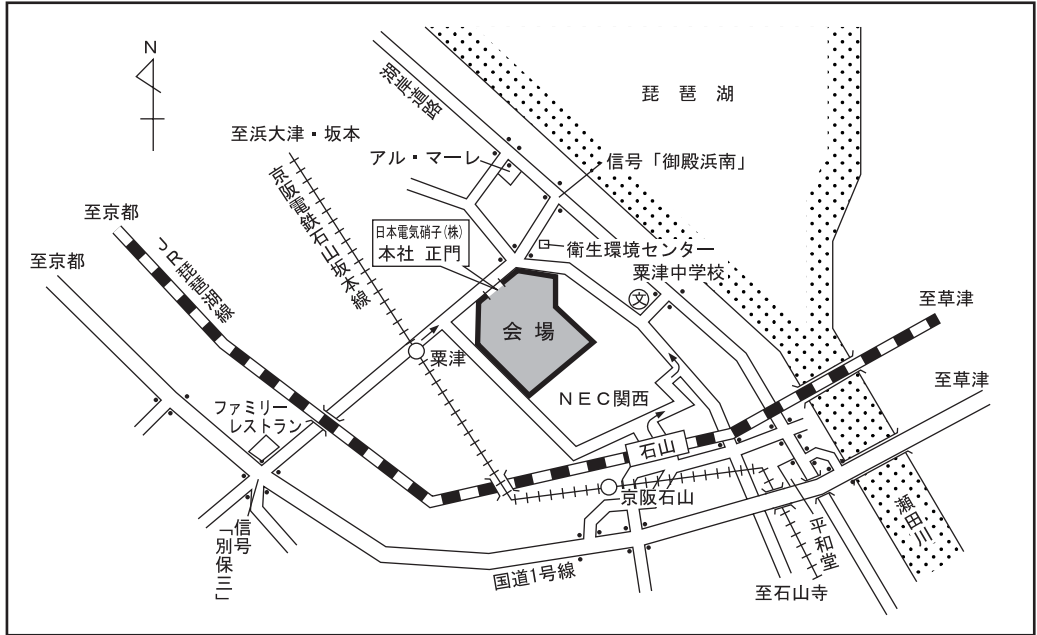 N
琵琶湖
湖岸道路
至浜大津・坂本
アル・マーレ
信号「御殿浜南」
京阪電鉄石山坂本線
至京都
JR琵琶湖線
至京都
日本電気硝子(株)
本社 正門
衛生環境センター
粟津中学校
文
至草津
会場
粟津
至草津
NEC関西
ファミリー
レストラン
石山
京阪石山
信号
「別保三」
国道1号線
平和堂
瀬田川
至石山寺